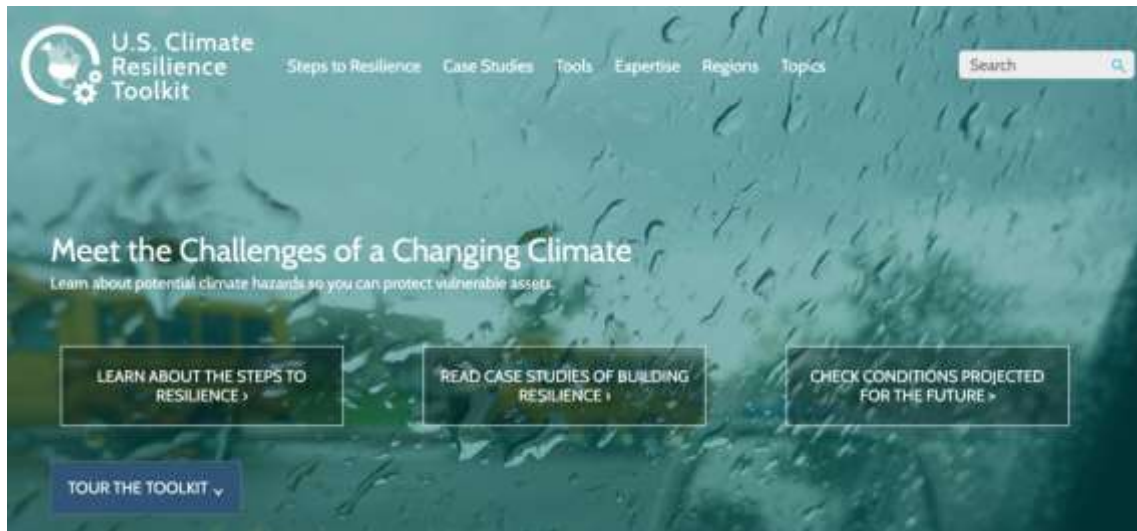 U.S. Climate
Resilience
Toolkit
Steps to Resilience Case Studies Tools Expertise Regions Topics
Search
Meet the Challenges of a Changing Climate
Learn about potential climate hazards so you can protect vulnerable assets.
LEARN ABOUT THE STEPS TO
RESILIENCE ›
READ CASE STUDIES OF BUILDING
RESILIENCE ›
CHECK CONDITIONS PROJECTED
FOR THE FUTURE >
TOUR THE TOOLKIT